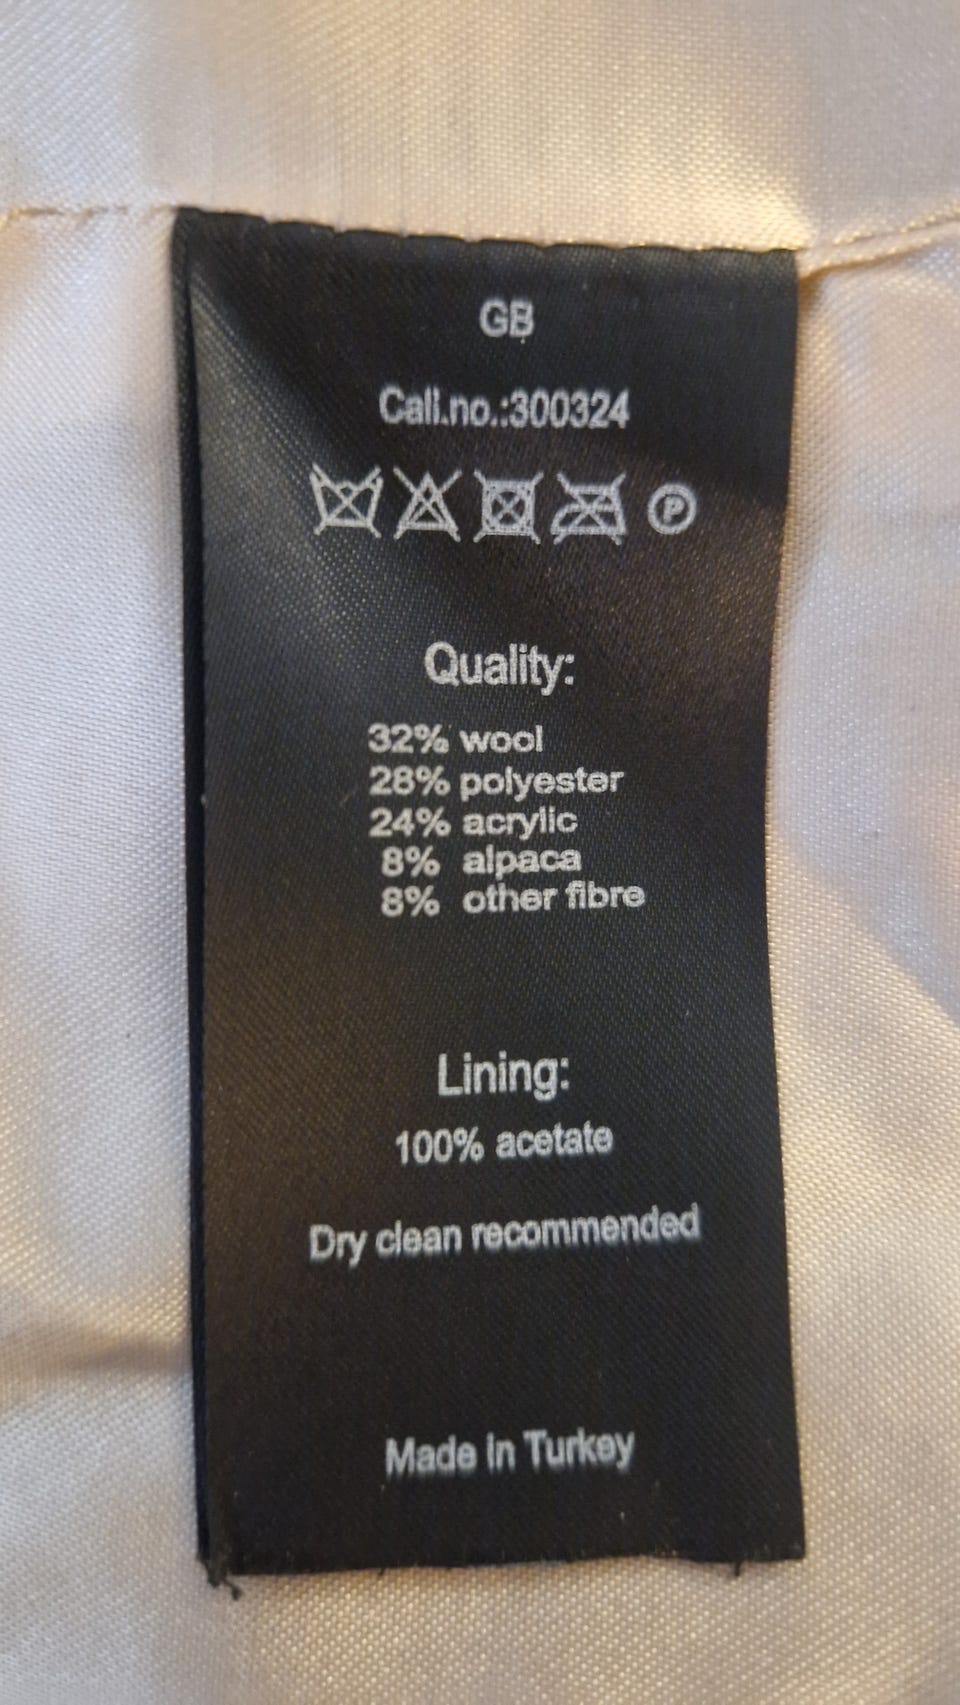 GB
Call.no.:300324
P
Quality:
32% wool
28% polyester
24% acrylic
8% alpaca
8% other fibre
Lining:
100% acetate
Dry clean recommended
Made in Turkey